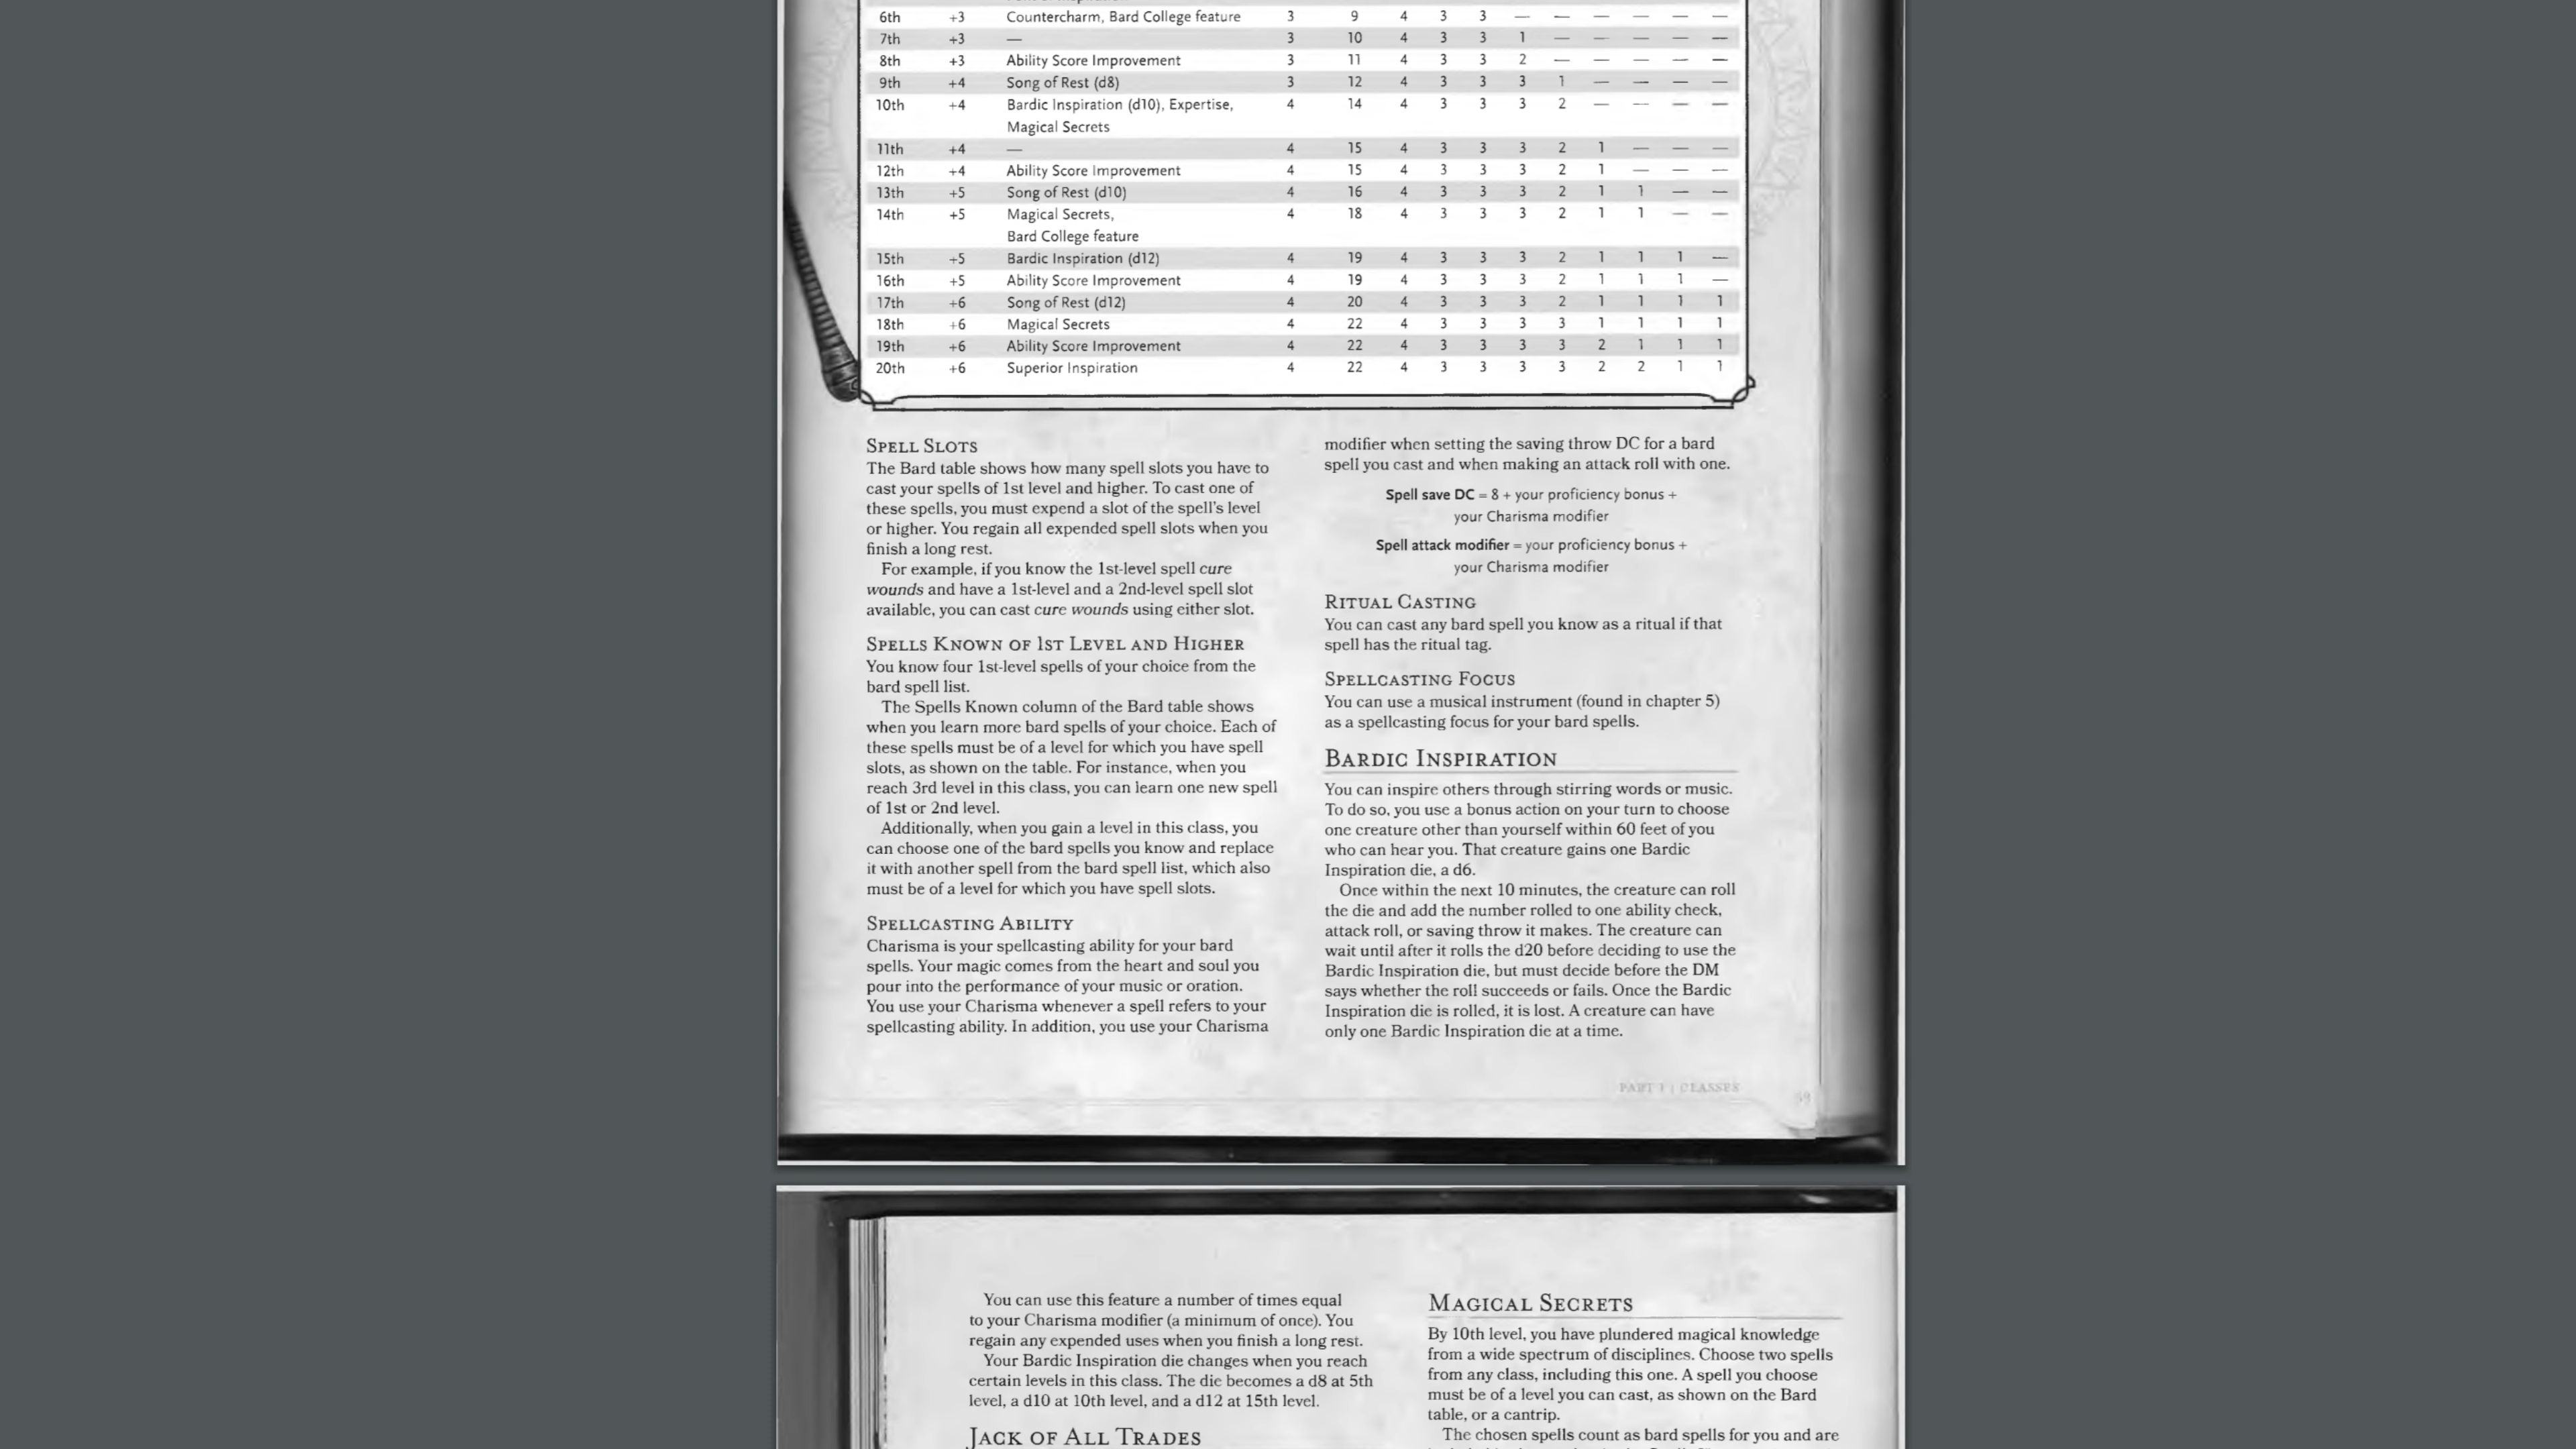 6th +3 Countercharm, Bard College feature 3 9 4 3 3 — — — — — —
7th +3 — 3 10 4 3 3 1 — — — — —
8th +3 Ability Score Improvement 3 11 4 3 3 2 — — — — —
9th +4 Song of Rest (d8) 3 12 4 3 3 3 1 — — — —
10th +4 Bardic Inspiration (d10), Expertise, 4 14 4 3 3 3 2 — — — —
Magical Secrets
11th +4 — 4 15 4 3 3 3 2 1 — — —
12th +4 Ability Score Improvement 4 15 4 3 3 3 2 1 — — —
13th +5 Song of Rest (d10) 4 16 4 3 3 3 2 1 1 — —
14th +5 Magical Secrets, 4 18 4 3 3 3 2 1 1 — —
Bard College feature
15th +5 Bardic Inspiration (d12) 4 19 4 3 3 3 2 1 1 1 —
16th +5 Ability Score Improvement 4 19 4 3 3 3 2 1 1 1 —
17th +6 Song of Rest (d12) 4 20 4 3 3 3 2 1 1 1 1
18th +6 Magical Secrets 4 22 4 3 3 3 3 1 1 1 1
19th +6 Ability Score Improvement 4 22 4 3 3 3 3 2 1 1 1
20th +6 Superior Inspiration 4 22 4 3 3 3 3 2 2 1 1
SPELL SLOTS
The Bard table shows how many spell slots you have to
cast your spells of 1st level and higher. To cast one of
these spells, you must expend a slot of the spell's level
or higher. You regain all expended spell slots when you
finish a long rest.
For example, if you know the 1st-level spell cure
wounds and have a 1st-level and a 2nd-level spell slot
available, you can cast cure wounds using either slot.
SPELLS KNOWN OF 1ST LEVEL AND HIGHER
You know four 1st-level spells of your choice from the
bard spell list.
The Spells Known column of the Bard table shows
when you learn more bard spells of your choice. Each of
these spells must be of a level for which you have spell
slots, as shown on the table. For instance, when you
reach 3rd level in this class, you can learn one new spell
of 1st or 2nd level.
Additionally, when you gain a level in this class, you
can choose one of the bard spells you know and replace
it with another spell from the bard spell list, which also
must be of a level for which you have spell slots.
SPELLCASTING ABILITY
Charisma is your spellcasting ability for your bard
spells. Your magic comes from the heart and soul you
pour into the performance of your music or oration.
You use your Charisma whenever a spell refers to your
spellcasting ability. In addition, you use your Charisma
modifier when setting the saving throw DC for a bard
spell you cast and when making an attack roll with one.
Spell save DC = 8 + your proficiency bonus +
your Charisma modifier
Spell attack modifier = your proficiency bonus +
your Charisma modifier
RITUAL CASTING
You can cast any bard spell you know as a ritual if that
spell has the ritual tag.
SPELLCASTING FOCUS
You can use a musical instrument (found in chapter 5)
as a spellcasting focus for your bard spells.
BARDIC INSPIRATION
You can inspire others through stirring words or music.
To do so, you use a bonus action on your turn to choose
one creature other than yourself within 60 feet of you
who can hear you. That creature gains one Bardic
Inspiration die, a d6.
Once within the next 10 minutes, the creature can roll
the die and add the number rolled to one ability check,
attack roll, or saving throw it makes. The creature can
wait until after it rolls the d20 before deciding to use the
Bardic Inspiration die, but must decide before the DM
says whether the roll succeeds or fails. Once the Bardic
Inspiration die is rolled, it is lost. A creature can have
only one Bardic Inspiration die at a time.
PART 1 | CLASSES
You can use this feature a number of times equal
to your Charisma modifier (a minimum of once). You
regain any expended uses when you finish a long rest.
Your Bardic Inspiration die changes when you reach
certain levels in this class. The die becomes a d8 at 5th
level, a d10 at 10th level, and a d12 at 15th level.
JACK OF ALL TRADES
MAGICAL SECRETS
By 10th level, you have plundered magical knowledge
from a wide spectrum of disciplines. Choose two spells
from any class, including this one. A spell you choose
must be of a level you can cast, as shown on the Bard
table, or a cantrip.
The chosen spells count as bard spells for you and are